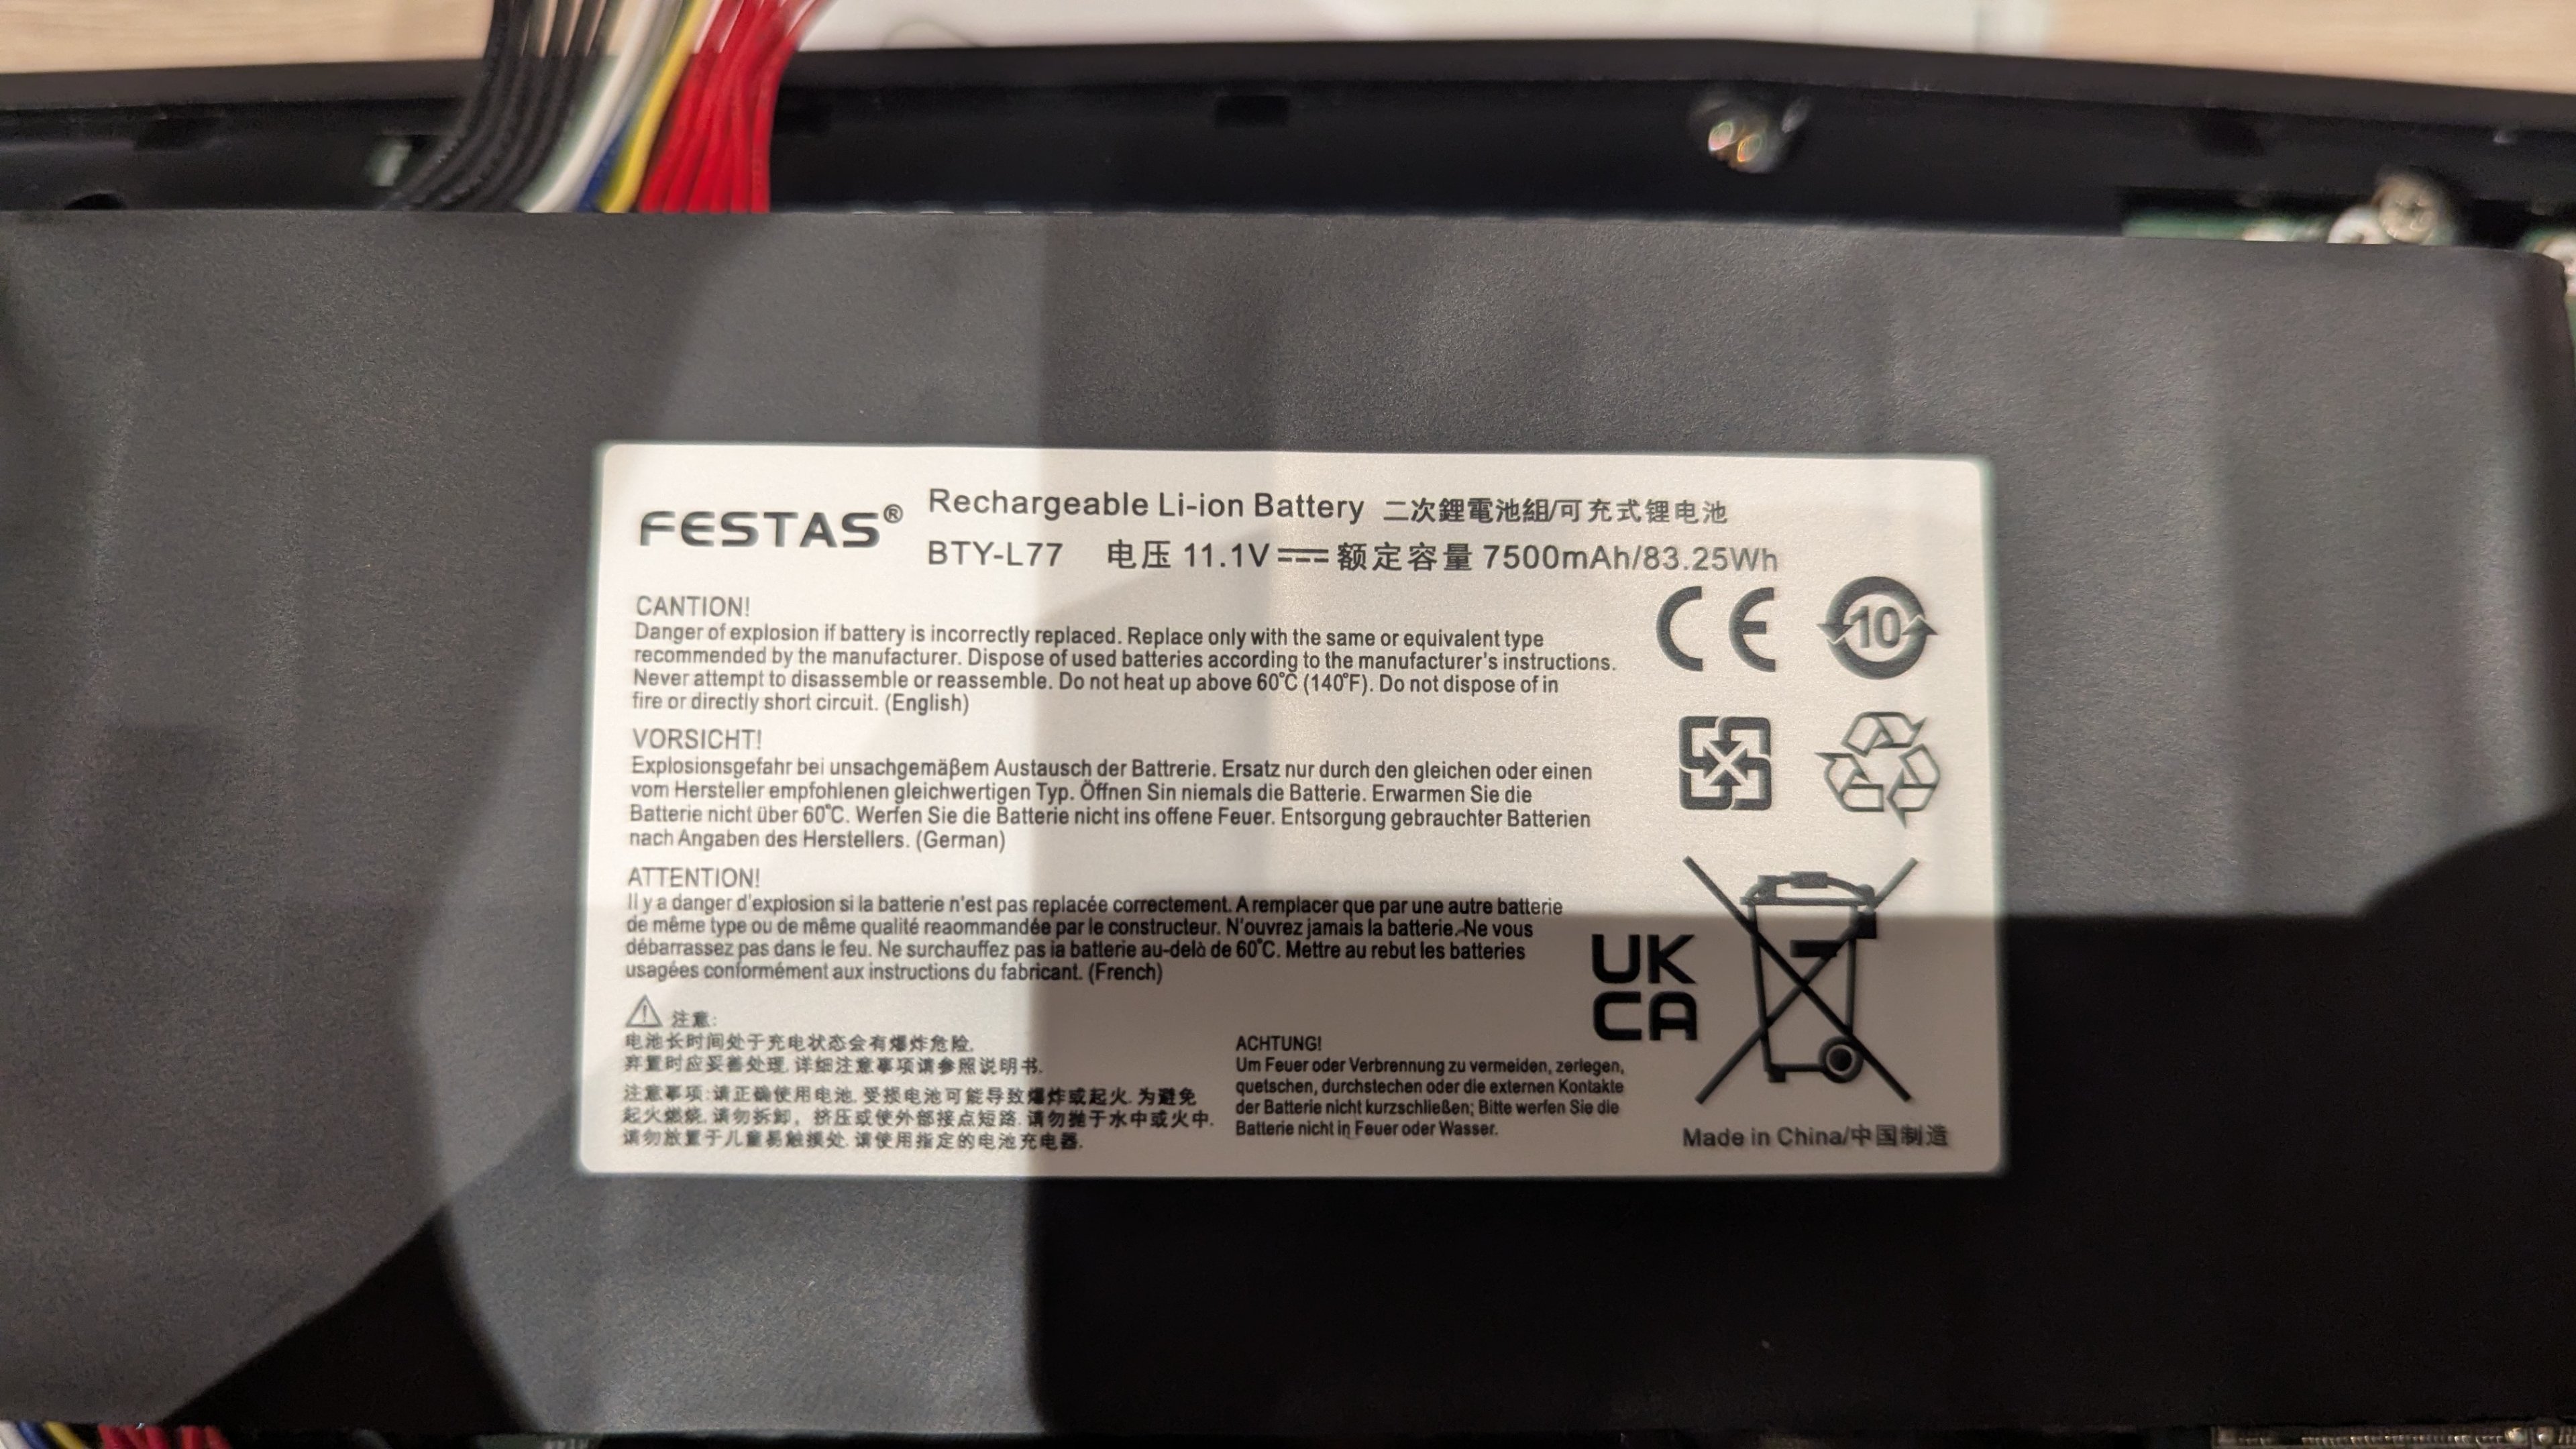 FESTAS®
Rechargeable Li-ion Battery 二次鋰電池組/可充式锂电池
BTY-L77 电压 11.1V 额定容量 7500mAh/83.25Wh
CANTION!
Danger of explosion if battery is incorrectly replaced. Replace only with the same or equivalent type
recommended by the manufacturer. Dispose of used batteries according to the manufacturer's instructions.
Never attempt to disassemble or reassemble. Do not heat up above 60℃ (140℉). Do not dispose of in
fire or directly short circuit. (English)
CE
10
VORSICHT!
Explosionsgefahr bei unsachgemäβem Austausch der Battrerie. Ersatz nur durch den gleichen oder einen
vom Hersteller empfohlenen gleichwertigen Typ. Öffnen Sin niemals die Batterie. Erwarmen Sie die
Batterie nicht über 60℃. Werfen Sie die Batterie nicht ins offene Feuer. Entsorgung gebrauchter Batterien
nach Angaben des Herstellers. (German)
ATTENTION!
Il y a danger d'explosion si la batterie n'est pas replacée correctement. A remplacer que par une autre batterie
de même type ou de même qualité reaommandée par le constructeur. N'ouvrez jamais la batterie. Ne vous
débarrassez pas dans le feu. Ne surchauffez pas ia batterie au-delà de 60℃. Mettre au rebut les batteries
usagées conformément aux instructions du fabricant. (French)
UK
CA
注意:
电池长时间处于充电状态会有爆炸危险.
弃置时应妥善处理.详细注意事项请参照说明书.
注意事项:请正确使用电池.受损电池可能导致爆炸或起火.为避免
起火燃烧.请勿拆卸，挤压或使外部接点短路.请勿抛于水中或火中.
请勿放置于儿童易触摸处.请使用指定的电池充电器.
ACHTUNG!
Um Feuer oder Verbrennung zu vermeiden, zerlegen,
quetschen, durchstechen oder die externen Kontakte
der Batterie nicht kurzschließen; Bitte werfen Sie die
Batterie nicht in Feuer oder Wasser.
Made in China/中国制造